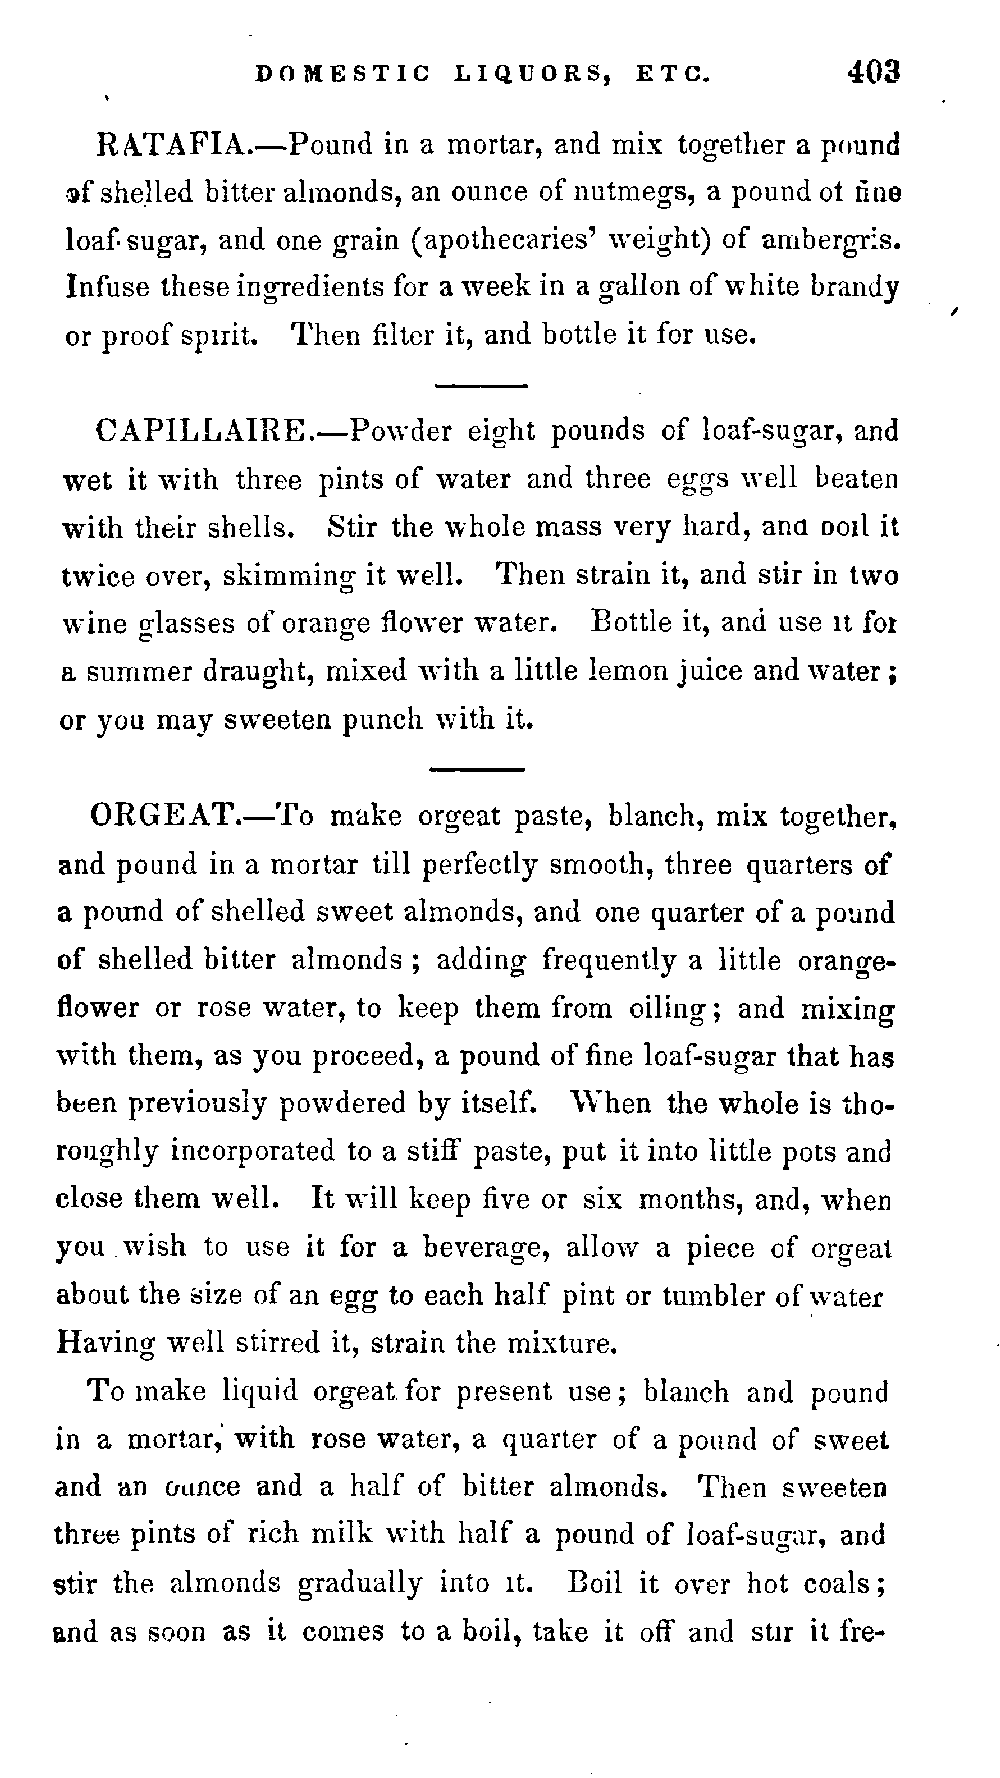 DOMESTIC LIQUORS, ETC. 403
RATAFIA.—Pound in a mortar, and mix together a pound
of shelled bitter almonds, an ounce of nutmegs, a pound of fine
loaf-sugar, and one grain (apothecaries’ weight) of ambergris.
Infuse these ingredients for a week in a gallon of white brandy
or proof spirit. Then filter it, and bottle it for use.
CAPILLAIRE.—Powder eight pounds of loaf-sugar, and
wet it with three pints of water and three eggs well beaten
with their shells. Stir the whole mass very hard, and boil it
twice over, skimming it well. Then strain it, and stir in two
wine glasses of orange flower water. Bottle it, and use it for
a summer draught, mixed with a little lemon juice and water;
or you may sweeten punch with it.
ORGEAT.—To make orgeat paste, blanch, mix together,
and pound in a mortar till perfectly smooth, three quarters of
a pound of shelled sweet almonds, and one quarter of a pound
of shelled bitter almonds; adding frequently a little orange-
flower or rose water, to keep them from oiling; and mixing
with them, as you proceed, a pound of fine loaf-sugar that has
been previously powdered by itself. When the whole is tho-
roughly incorporated to a stiff paste, put it into little pots and
close them well. It will keep five or six months, and, when
you wish to use it for a beverage, allow a piece of orgeat
about the size of an egg to each half pint or tumbler of water
Having well stirred it, strain the mixture.
To make liquid orgeat for present use; blanch and pound
in a mortar, with rose water, a quarter of a pound of sweet
and an ounce and a half of bitter almonds. Then sweeten
three pints of rich milk with half a pound of loaf-sugar, and
stir the almonds gradually into it. Boil it over hot coals;
and as soon as it comes to a boil, take it off and stir it fre-